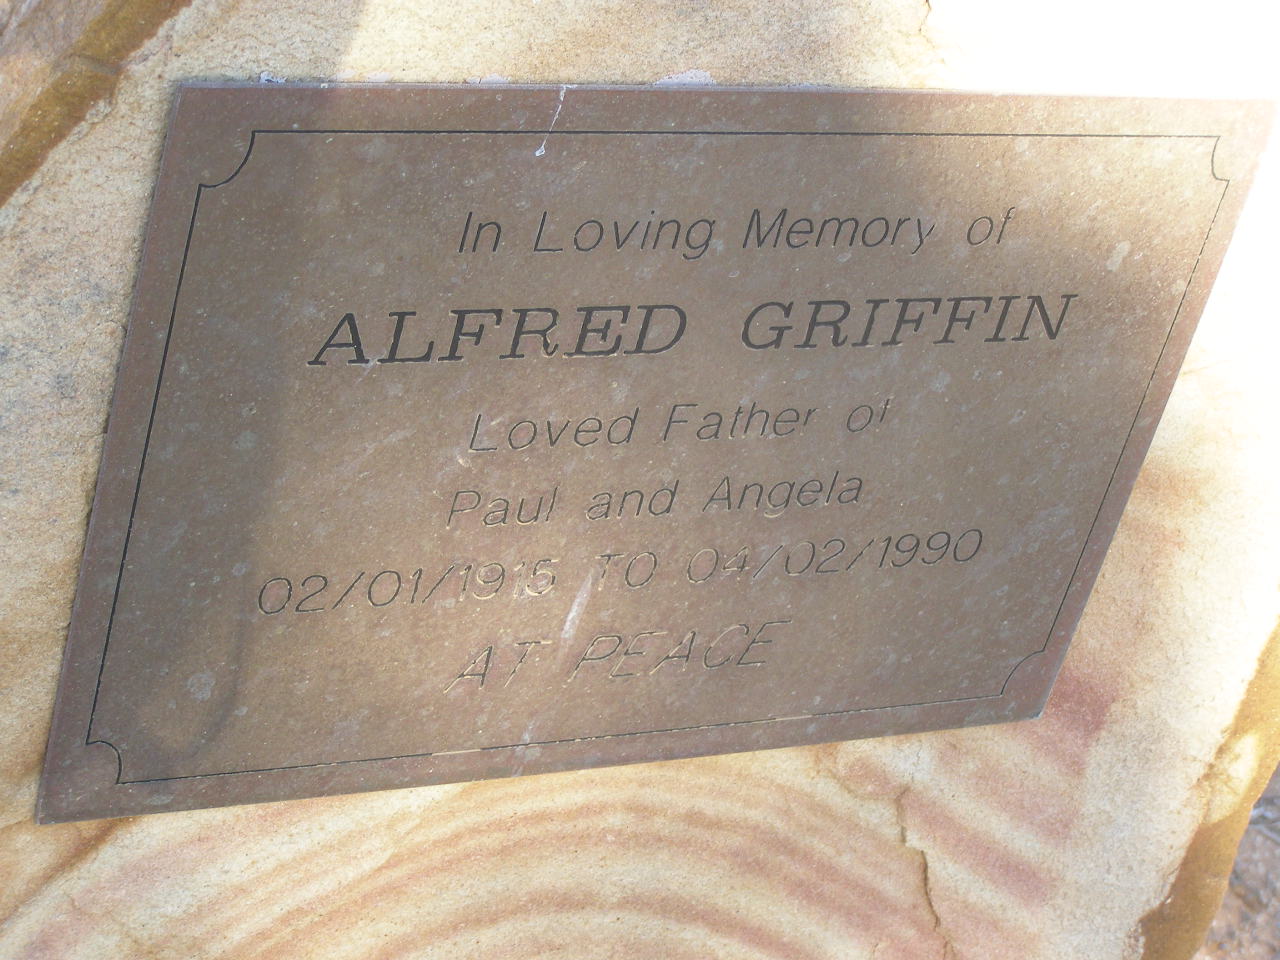 In Loving Memory of
ALFRED GRIFFIN
Loved Father of
Paul and Angela
02/01/1915 TO 04/02/1990
AT PEACE